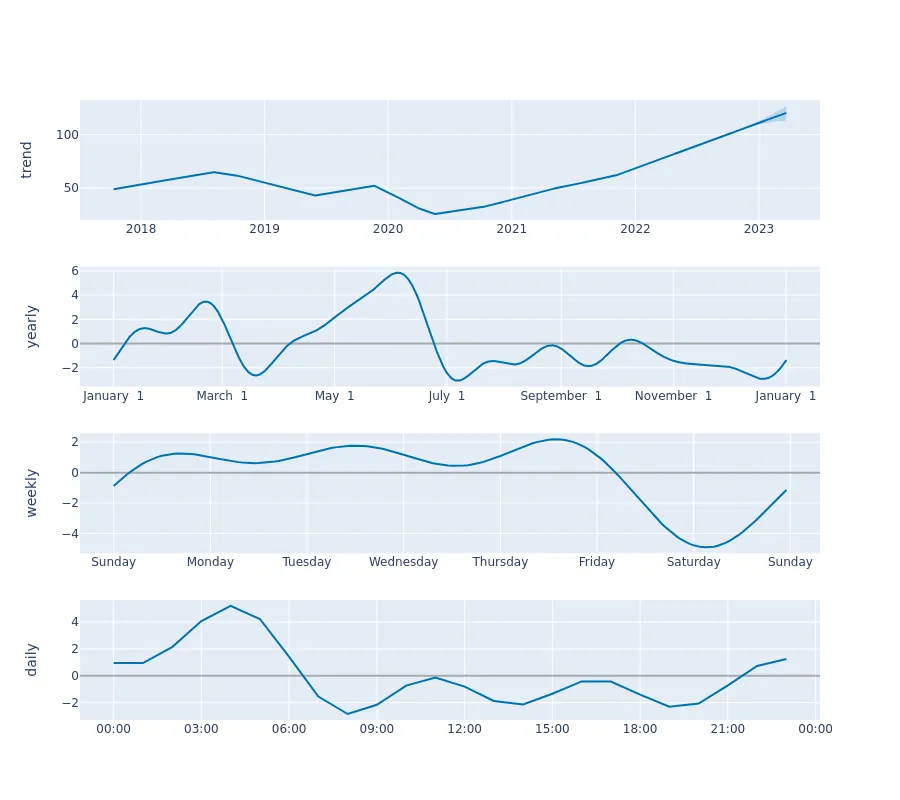 trend
100
50
2018 2019 2020 2021 2022 2023
yearly
6
4
2
0
−2
January 1 March 1 May 1 July 1 September 1 November 1 January 1
weekly
2
0
−2
−4
Sunday Monday Tuesday Wednesday Thursday Friday Saturday Sunday
daily
4
2
0
−2
00:00 03:00 06:00 09:00 12:00 15:00 18:00 21:00 00:00